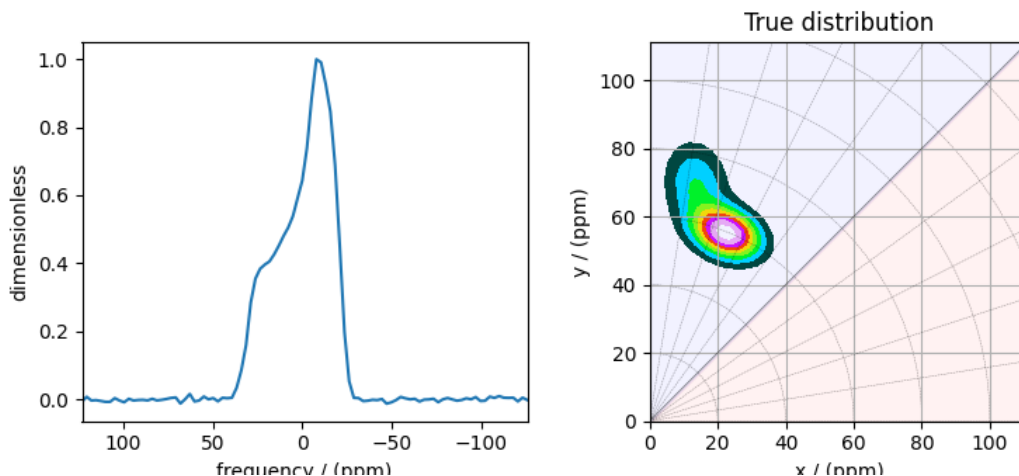 True distribution
1.0
0.8
0.6
0.4
0.2
0.0
dimensionless
100 50 0 −50 −100
frequency / (ppm)
100
80
60
40
20
0
y / (ppm)
0 20 40 60 80 100
x / (ppm)